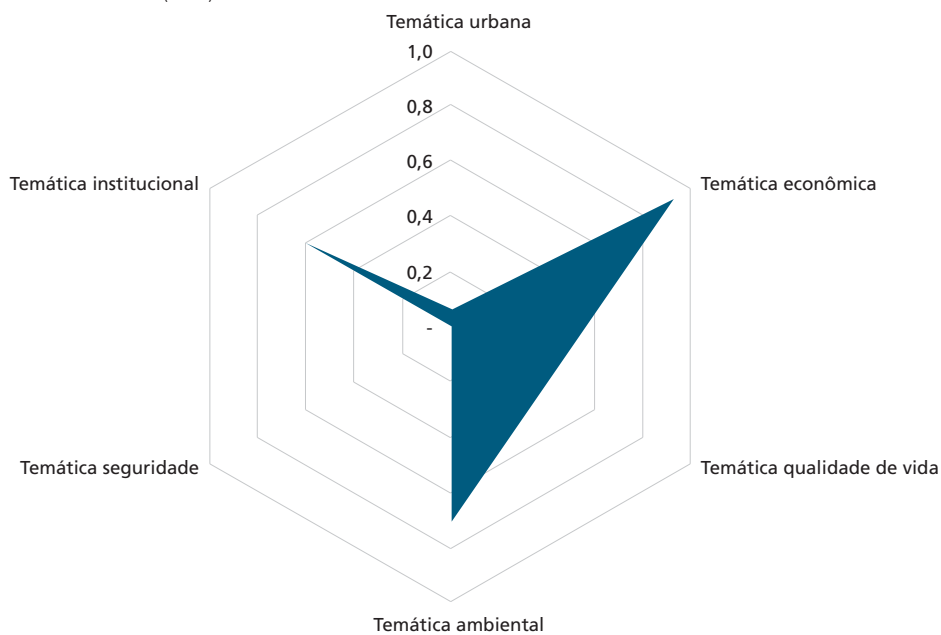 Temática urbana
1,0
0,8
Temática institucional
0,6
Temática econômica
0,4
0,2
-
Temática seguridade
Temática qualidade de vida
Temática ambiental